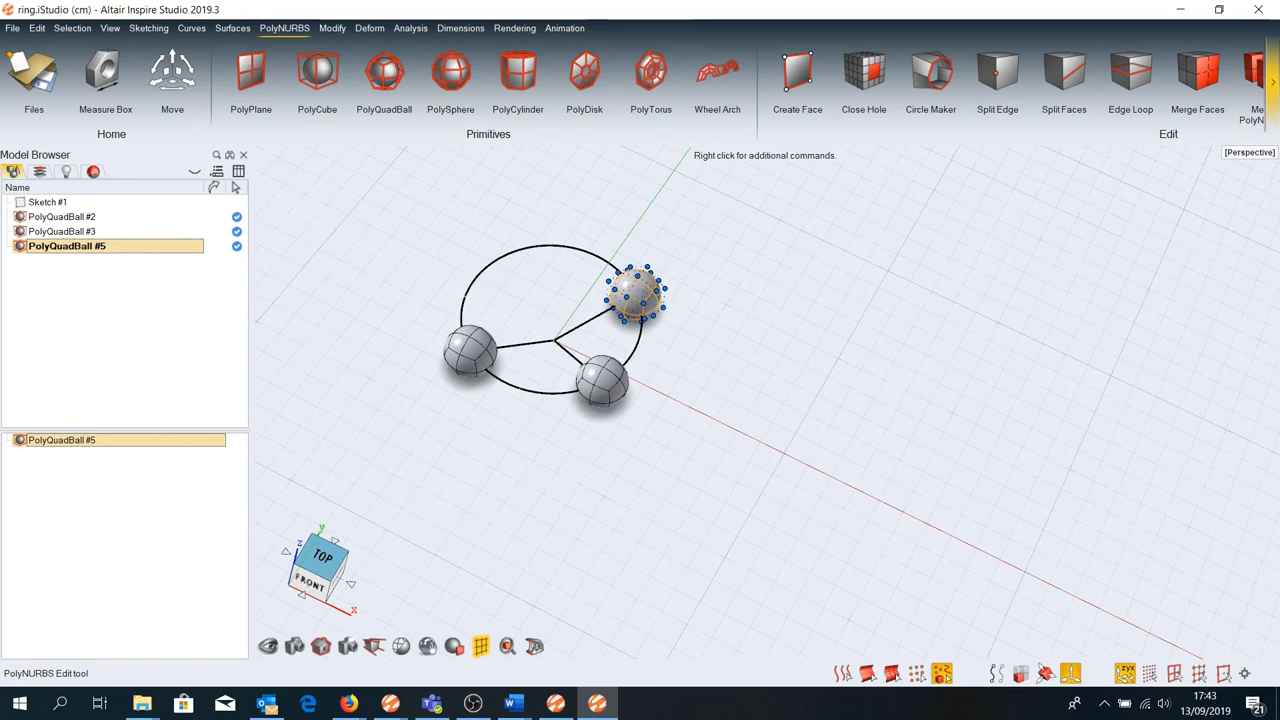 ring.iStudio (cm) - Altair Inspire Studio 2019.3
File Edit Selection View Sketching Curves Surfaces PolyNURBS Modify Deform Analysis Dimensions Rendering Animation
Files Measure Box Move PolyPlane PolyCube PolyQuadBall PolySphere PolyCylinder PolyDisk PolyTorus Wheel Arch Create Face Close Hole Circle Maker Split Edge Split Faces Edge Loop Merge Faces Me
PolyN
Home Primitives Edit
Model Browser
Right click for additional commands.
[Perspective]
Name
Sketch #1
PolyQuadBall #2
PolyQuadBall #3
PolyQuadBall #5
PolyQuadBall #5
Y
Z
TOP
FRONT
X
PolyNURBS Edit tool
zyx
17:43
13/09/2019
21